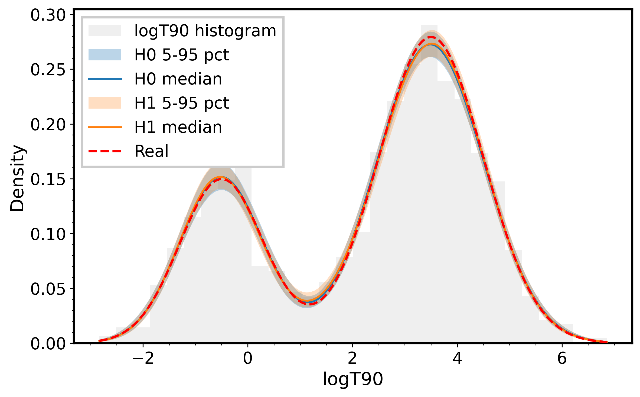 0.30
0.25
0.20
0.15
0.10
0.05
0.00
Density
logT90 histogram
H0 5-95 pct
H0 median
H1 5-95 pct
H1 median
Real
−2 0 2 4 6
logT90